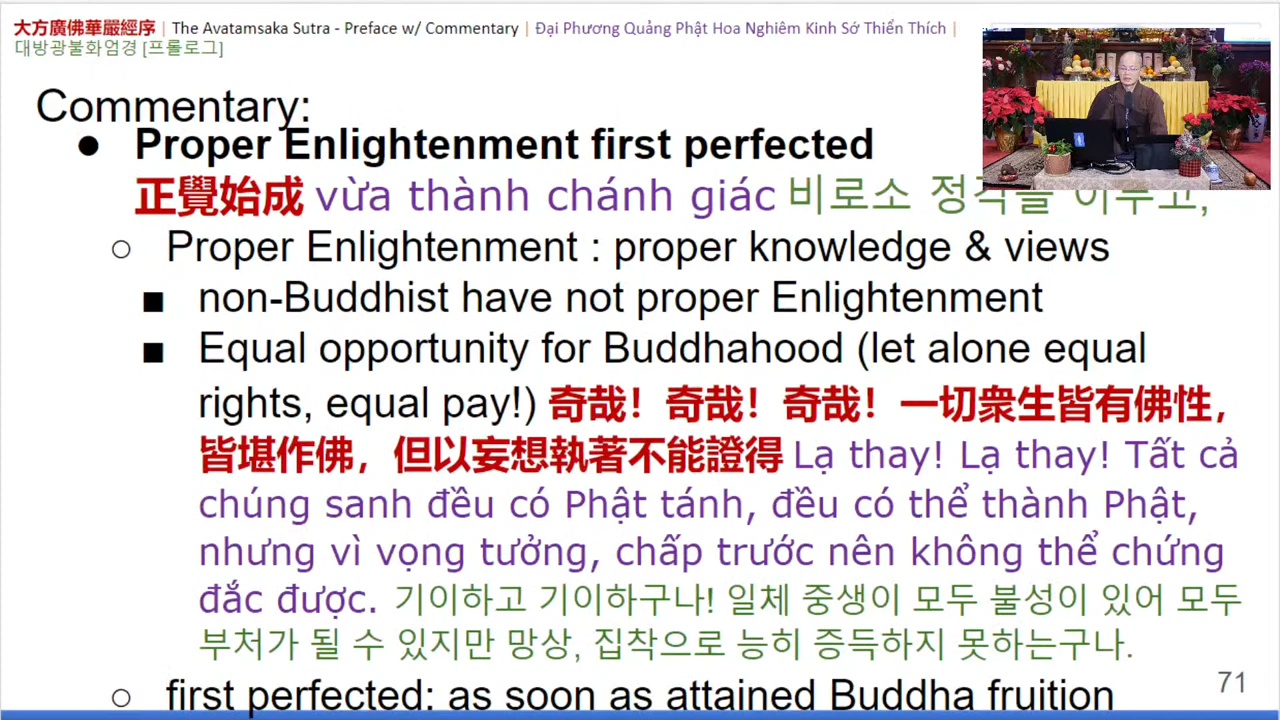 大方廣佛華嚴經序 | The Avatamsaka Sutra - Preface w/ Commentary | Đại Phương Quảng Phật Hoa Nghiêm Kinh Sớ Thiển Thích |
대방광불화엄경 [프롤로그]
Commentary:
● Proper Enlightenment first perfected
正覺始成 vừa thành chánh giác 비로소 정각을 이루고,
○ Proper Enlightenment : proper knowledge & views
■ non-Buddhist have not proper Enlightenment
■ Equal opportunity for Buddhahood (let alone equal
rights, equal pay!) 奇哉！奇哉！奇哉！一切衆生皆有佛性，
皆堪作佛，但以妄想執著不能證得 Lạ thay! Lạ thay! Tất cả
chúng sanh đều có Phật tánh, đều có thể thành Phật,
nhưng vì vọng tưởng, chấp trước nên không thể chứng
đắc được. 기이하고 기이하구나! 일체 중생이 모두 불성이 있어 모두
부처가 될 수 있지만 망상, 집착으로 능히 증득하지 못하는구나.
○ first perfected: as soon as attained Buddha fruition
71